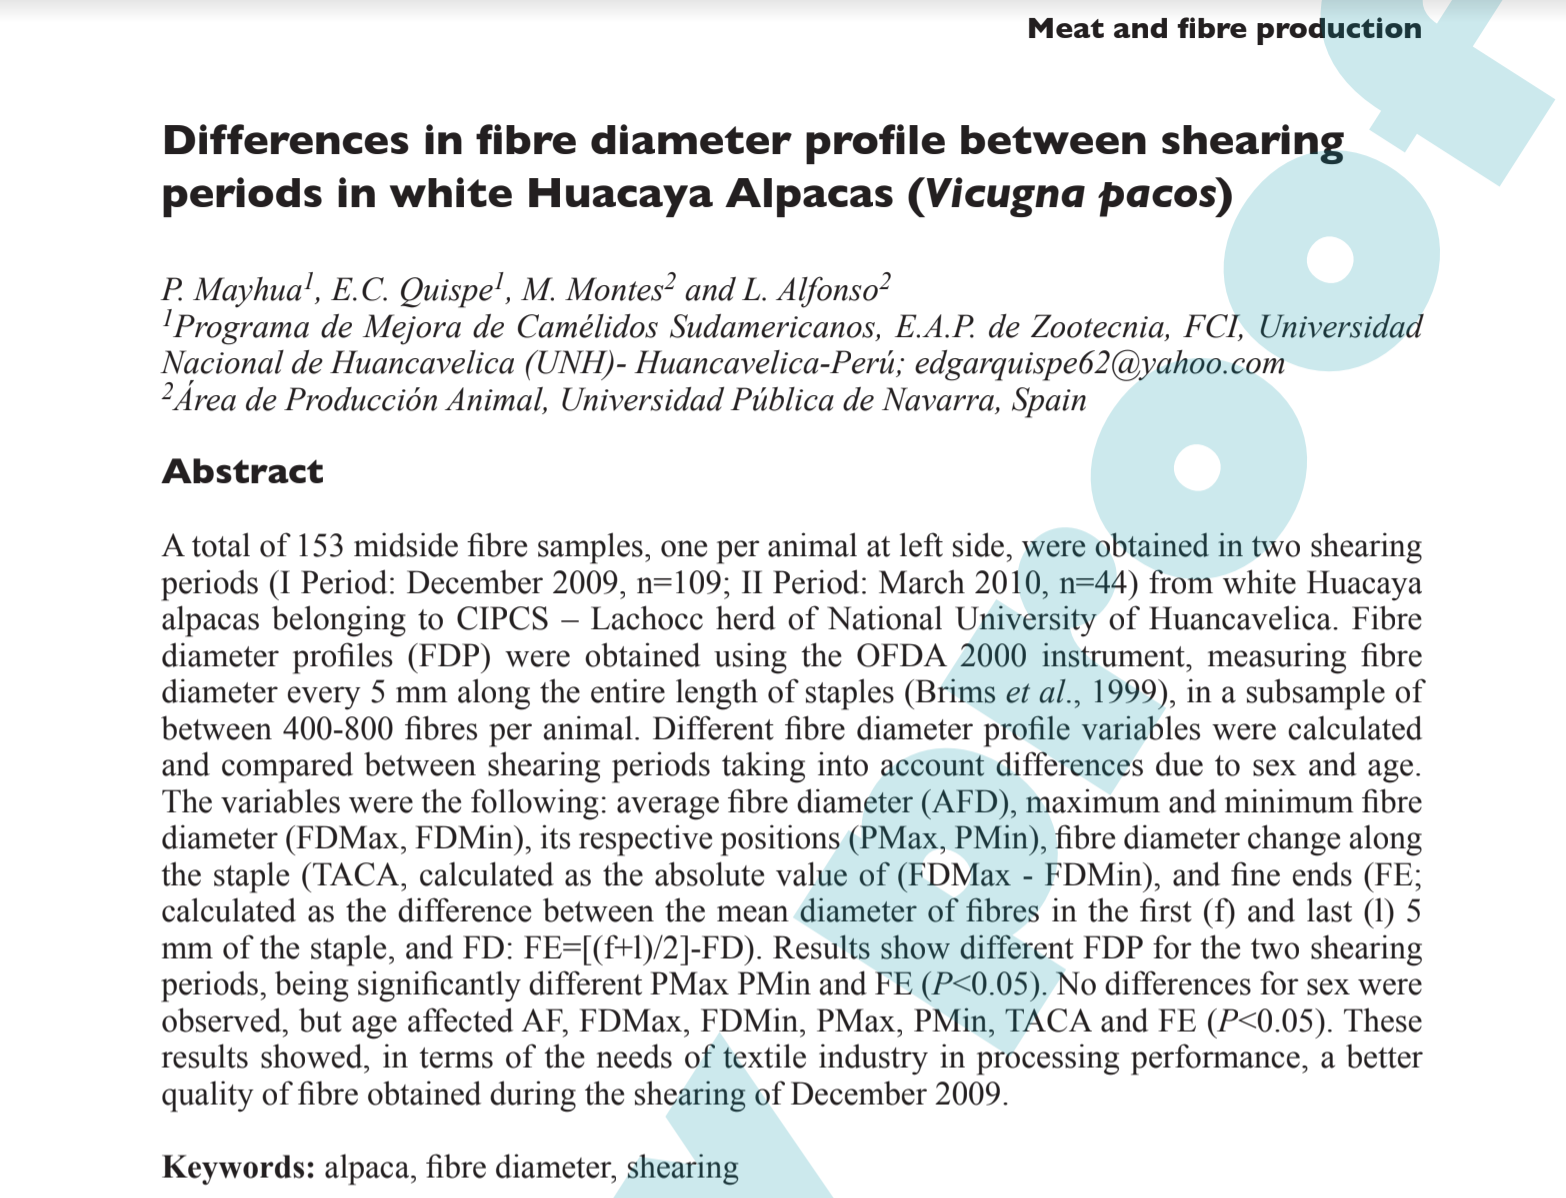 Meat and fibre production
Differences in fibre diameter profile between shearing
periods in white Huacaya Alpacas (Vicugna pacos)
P. Mayhua1, E.C. Quispe1, M. Montes2 and L. Alfonso2
1Programa de Mejora de Camélidos Sudamericanos, E.A.P. de Zootecnia, FCI, Universidad
Nacional de Huancavelica (UNH)- Huancavelica-Perú; edgarquispe62@yahoo.com
2Área de Producción Animal, Universidad Pública de Navarra, Spain
Abstract
A total of 153 midside fibre samples, one per animal at left side, were obtained in two shearing
periods (I Period: December 2009, n=109; II Period: March 2010, n=44) from white Huacaya
alpacas belonging to CIPCS – Lachocc herd of National University of Huancavelica. Fibre
diameter profiles (FDP) were obtained using the OFDA 2000 instrument, measuring fibre
diameter every 5 mm along the entire length of staples (Brims et al., 1999), in a subsample of
between 400-800 fibres per animal. Different fibre diameter profile variables were calculated
and compared between shearing periods taking into account differences due to sex and age.
The variables were the following: average fibre diameter (AFD), maximum and minimum fibre
diameter (FDMax, FDMin), its respective positions (PMax, PMin), fibre diameter change along
the staple (TACA, calculated as the absolute value of (FDMax - FDMin), and fine ends (FE;
calculated as the difference between the mean diameter of fibres in the first (f) and last (l) 5
mm of the staple, and FD: FE=[(f+l)/2]-FD). Results show different FDP for the two shearing
periods, being significantly different PMax PMin and FE (P<0.05). No differences for sex were
observed, but age affected AF, FDMax, FDMin, PMax, PMin, TACA and FE (P<0.05). These
results showed, in terms of the needs of textile industry in processing performance, a better
quality of fibre obtained during the shearing of December 2009.
Keywords: alpaca, fibre diameter, shearing
proof